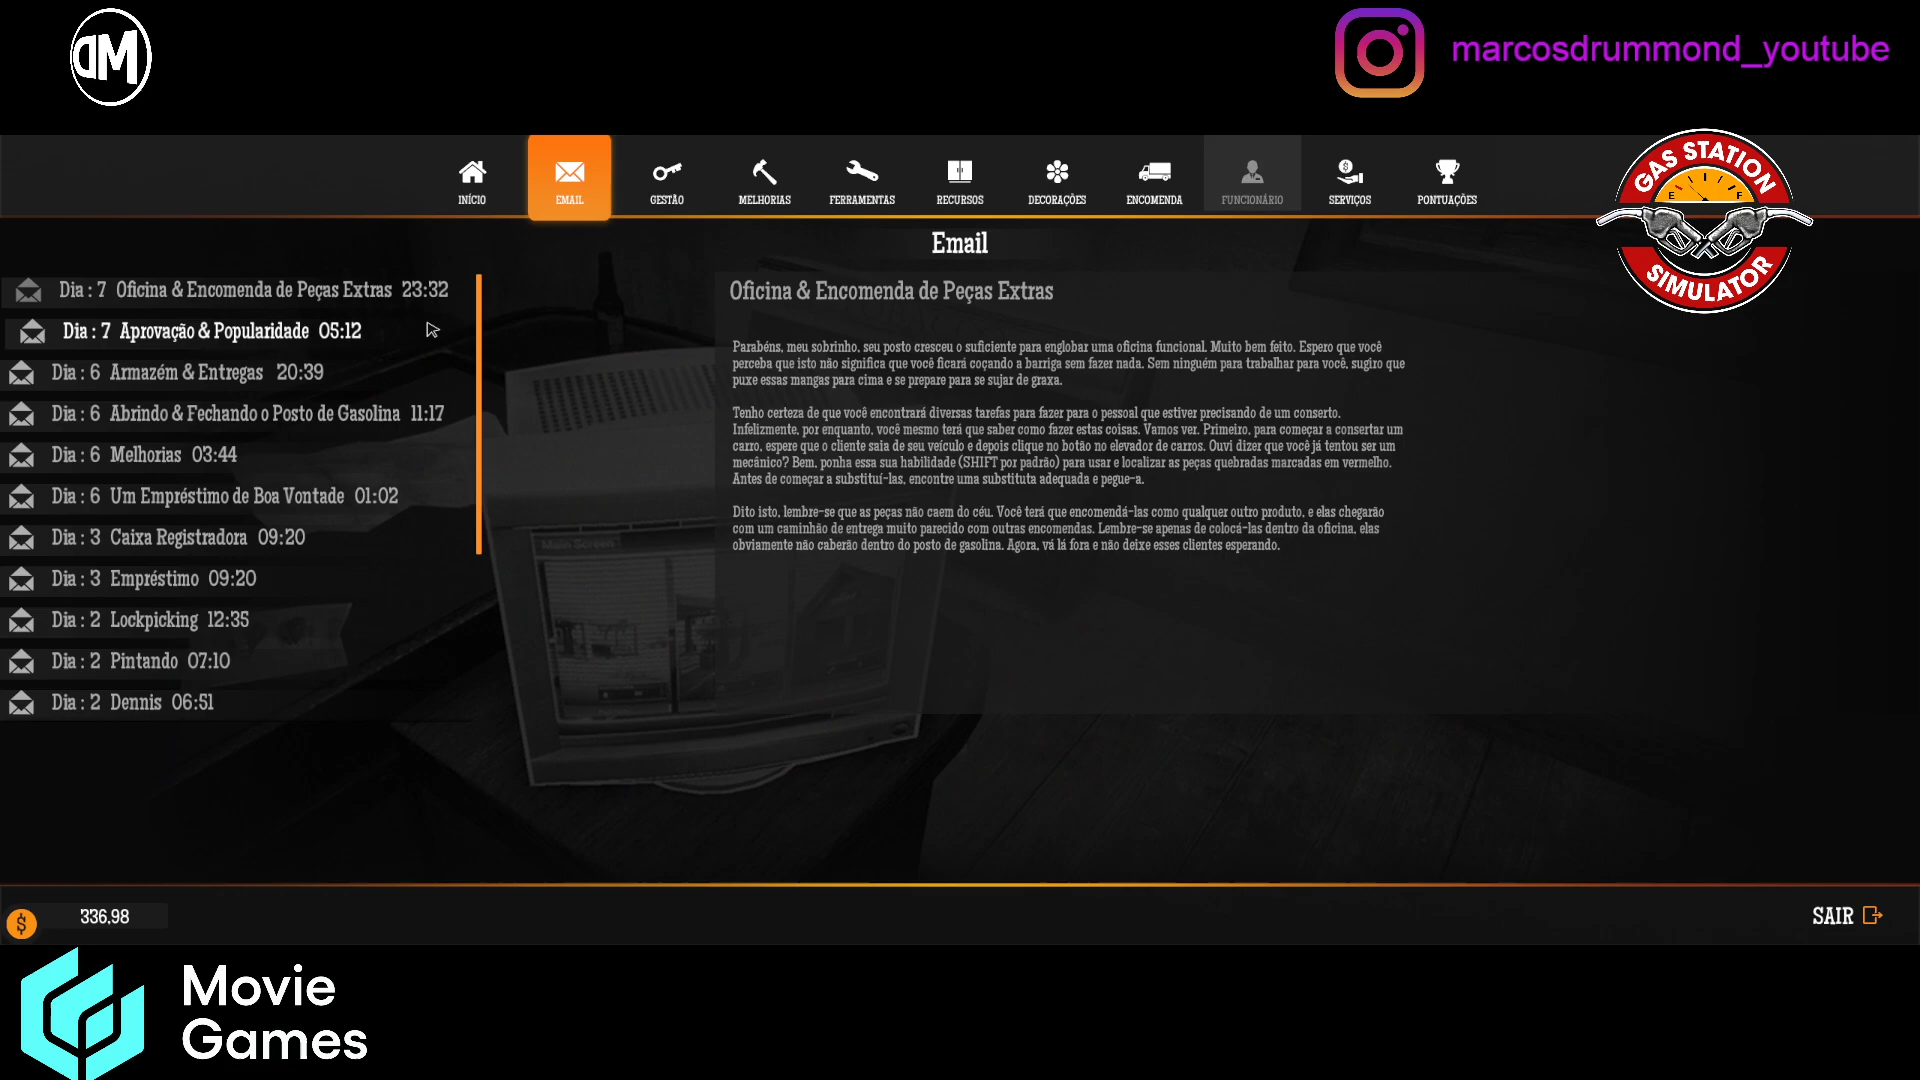 DM
marcosdrummond_youtube
INÍCIO
EMAIL
GESTÃO
MELHORIAS
FERRAMENTAS
RECURSOS
DECORAÇÕES
ENCOMENDA
FUNCIONÁRIO
SERVIÇOS
PONTUAÇÕES
GAS STATION
E F
SIMULATOR
Email
Dia : 7 Oficina & Encomenda de Peças Extras 23:32
Dia : 7 Aprovação & Popularidade 05:12
Dia : 6 Armazém & Entregas 20:39
Dia : 6 Abrindo & Fechando o Posto de Gasolina 11:17
Dia : 6 Melhorias 03:44
Dia : 6 Um Empréstimo de Boa Vontade 01:02
Dia : 3 Caixa Registradora 09:20
Dia : 3 Empréstimo 09:20
Dia : 2 Lockpicking 12:35
Dia : 2 Pintando 07:10
Dia : 2 Dennis 06:51
Oficina & Encomenda de Peças Extras
Parabéns, meu sobrinho, seu posto cresceu o suficiente para englobar uma oficina funcional. Muito bem feito. Espero que você
perceba que isto não significa que você ficará coçando a barriga sem fazer nada. Sem ninguém para trabalhar para você, sugiro que
puxe essas mangas para cima e se prepare para se sujar de graxa.
Tenho certeza de que você encontrará diversas tarefas para fazer para o pessoal que estiver precisando de um conserto.
Infelizmente, por enquanto, você mesmo terá que saber como fazer estas coisas. Vamos ver. Primeiro, para começar a consertar um
carro, espere que o cliente saia de seu veículo e depois clique no botão no elevador de carros. Ouvi dizer que você já tentou ser um
mecânico? Bem, ponha essa sua habilidade (SHIFT por padrão) para usar e localizar as peças quebradas marcadas em vermelho.
Antes de começar a substituí-las, encontre uma substituta adequada e pegue-a.
Dito isto, lembre-se que as peças não caem do céu. Você terá que encomendá-las como qualquer outro produto, e elas chegarão
com um caminhão de entrega muito parecido com outras encomendas. Lembre-se apenas de colocá-las dentro da oficina, elas
obviamente não caberão dentro do posto de gasolina. Agora, vá lá fora e não deixe esses clientes esperando.
Main Screen
336,98
SAIR
Movie
Games